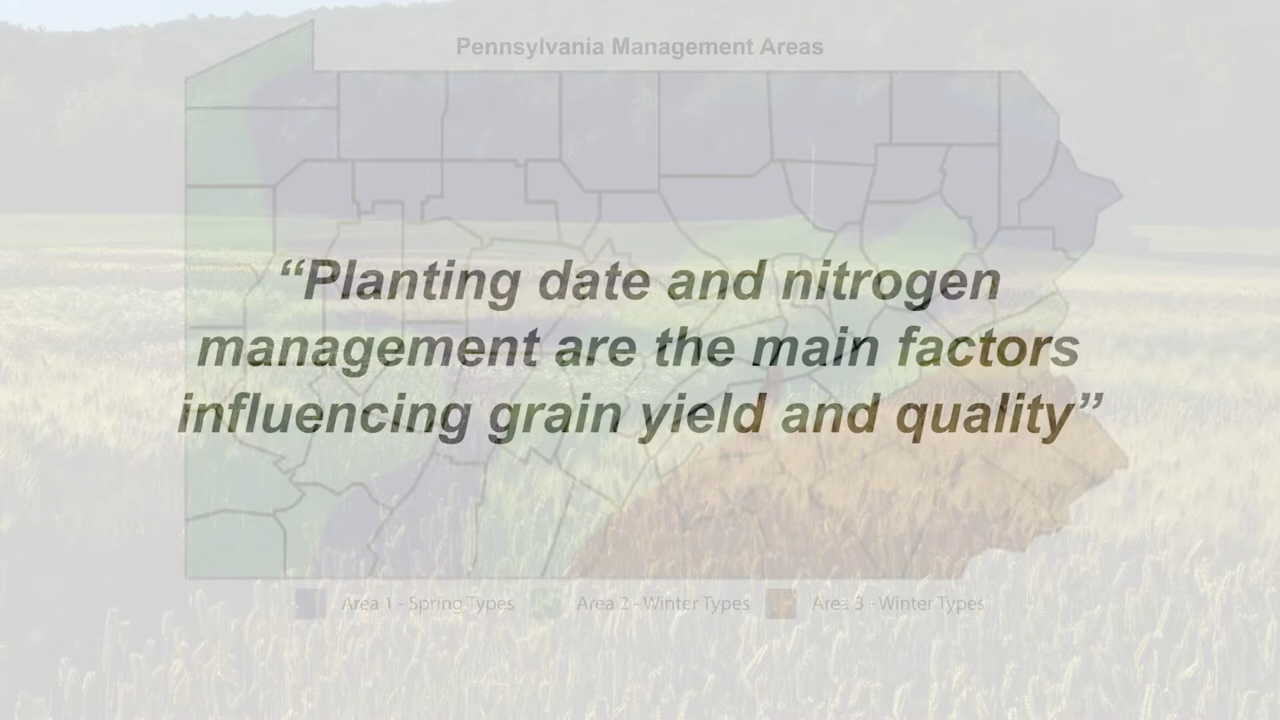 Pennsylvania Management Areas
“Planting date and nitrogen
management are the main factors
influencing grain yield and quality”
Area 1 - Spring Types Area 2 - Winter Types Area 3 - Winter Types